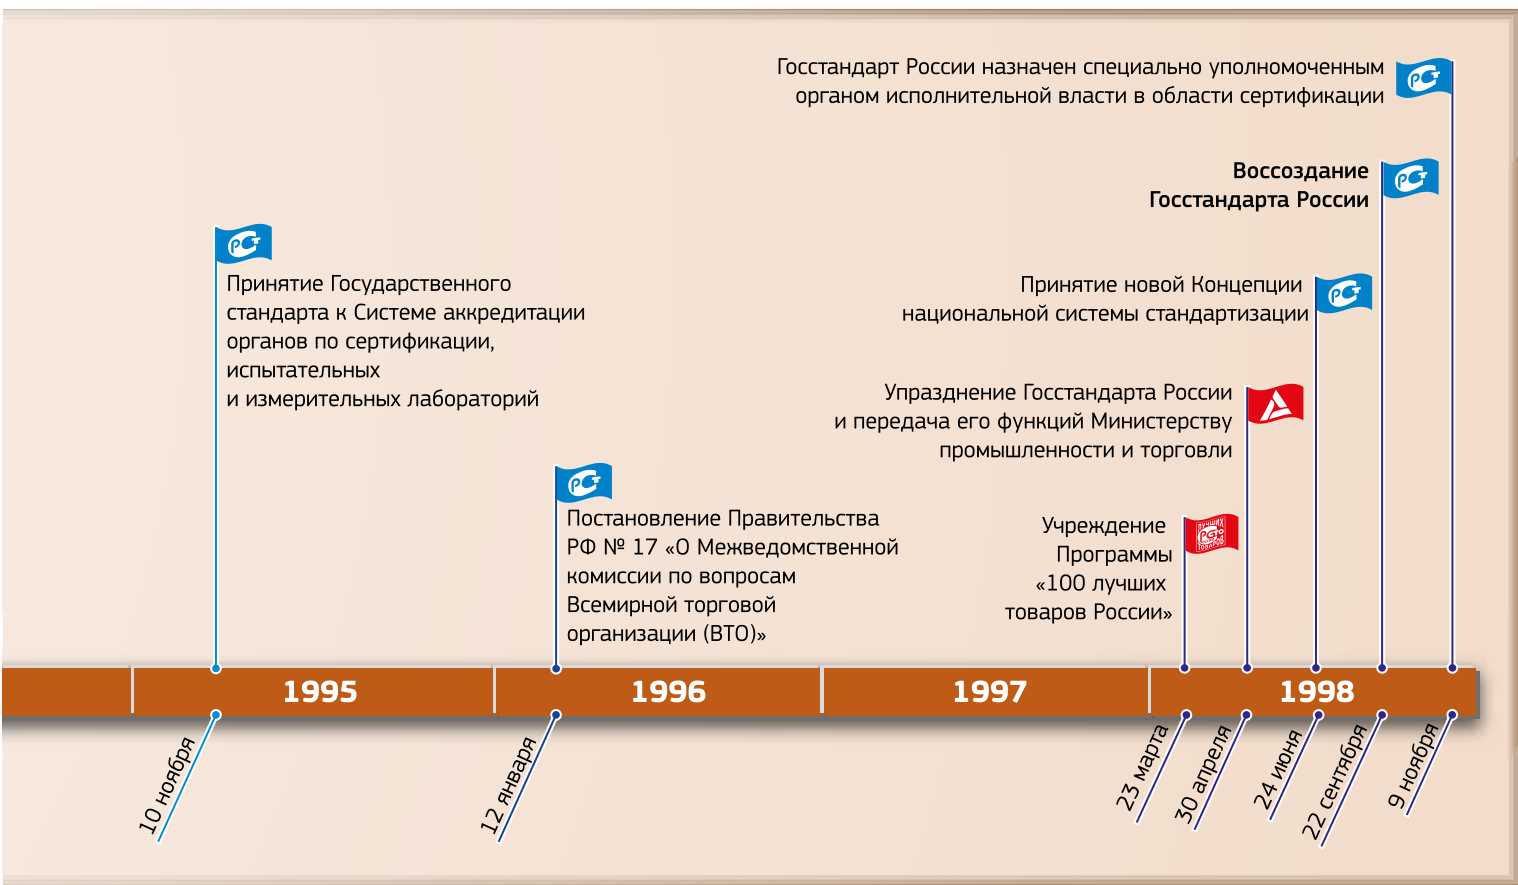 Госстандарт России назначен специально уполномоченным
органом исполнительной власти в области сертификации
Воссоздание
Госстандарта России
Принятие Государственного
стандарта к Системе аккредитации
органов по сертификации,
испытательных
и измерительных лабораторий
Принятие новой Концепции
национальной системы стандартизации
Упразднение Госстандарта России
и передача его функций Министерству
промышленности и торговли
Постановление Правительства
РФ № 17 «О Межведомственной
комиссии по вопросам
Всемирной торговой
организации (ВТО)»
Учреждение
Программы
«100 лучших
товаров России»
1995
1996
1997
1998
10 ноября
12 января
23 марта
30 апреля
24 июня
22 сентября
9 ноября